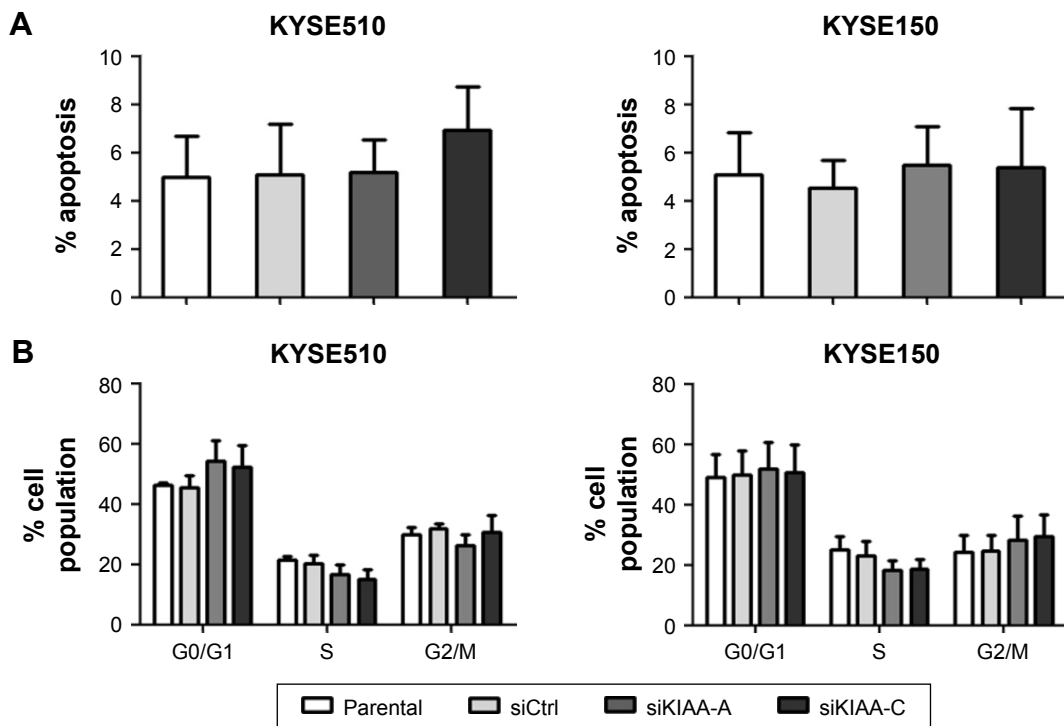 A
KYSE510
% apoptosis
10
8
6
4
2
0
KYSE150
% apoptosis
10
8
6
4
2
0
B
KYSE510
% cell
population
80
60
40
20
0
G0/G1
S
G2/M
KYSE150
% cell
population
80
60
40
20
0
G0/G1
S
G2/M
Parental
siCtrl
siKIAA-A
siKIAA-C